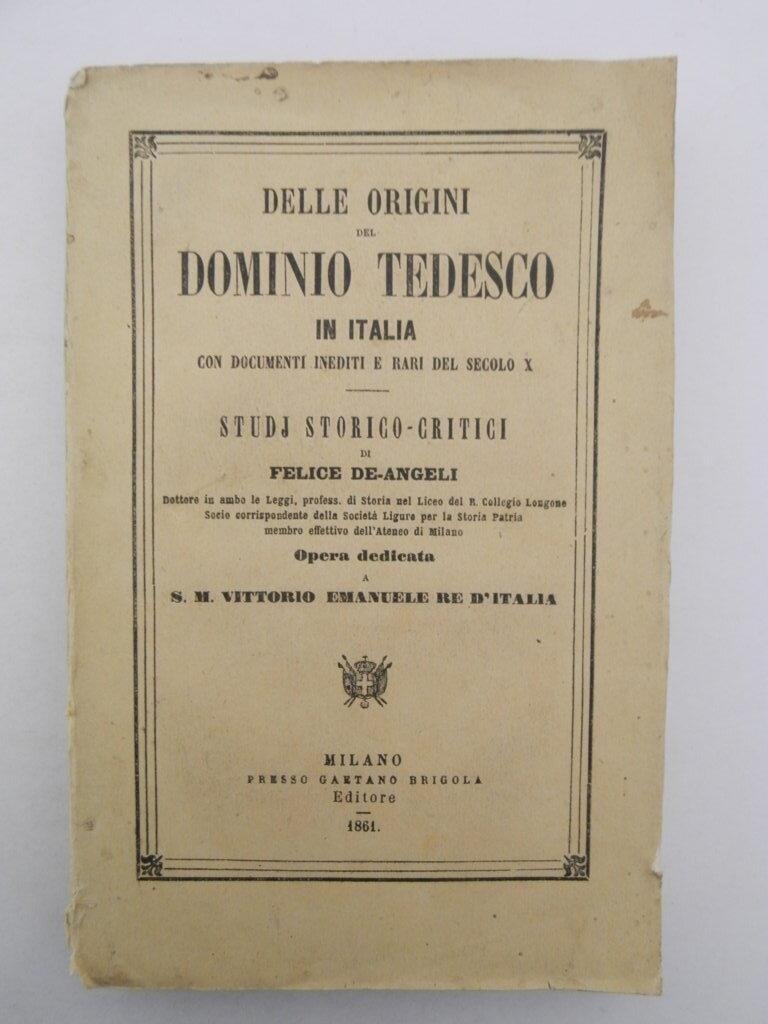 DELLE ORIGINI
DEL
DOMINIO TEDESCO
IN ITALIA
CON DOCUMENTI INEDITI E RARI DEL SECOLO X
STUDJ STORICO-CRITICI
DI
FELICE DE-ANGELI
Dottore in ambo le Leggi, profess. di Storia nel Liceo del R. Collegio Longone
Socio corrispondente della Società Ligure per la Storia Patria
membro effettivo dell'Ateneo di Milano
Opera dedicata
A
S. M. VITTORIO EMANUELE RE D'ITALIA
MILANO
PRESSO GAETANO BRIGOLA
Editore
1861.